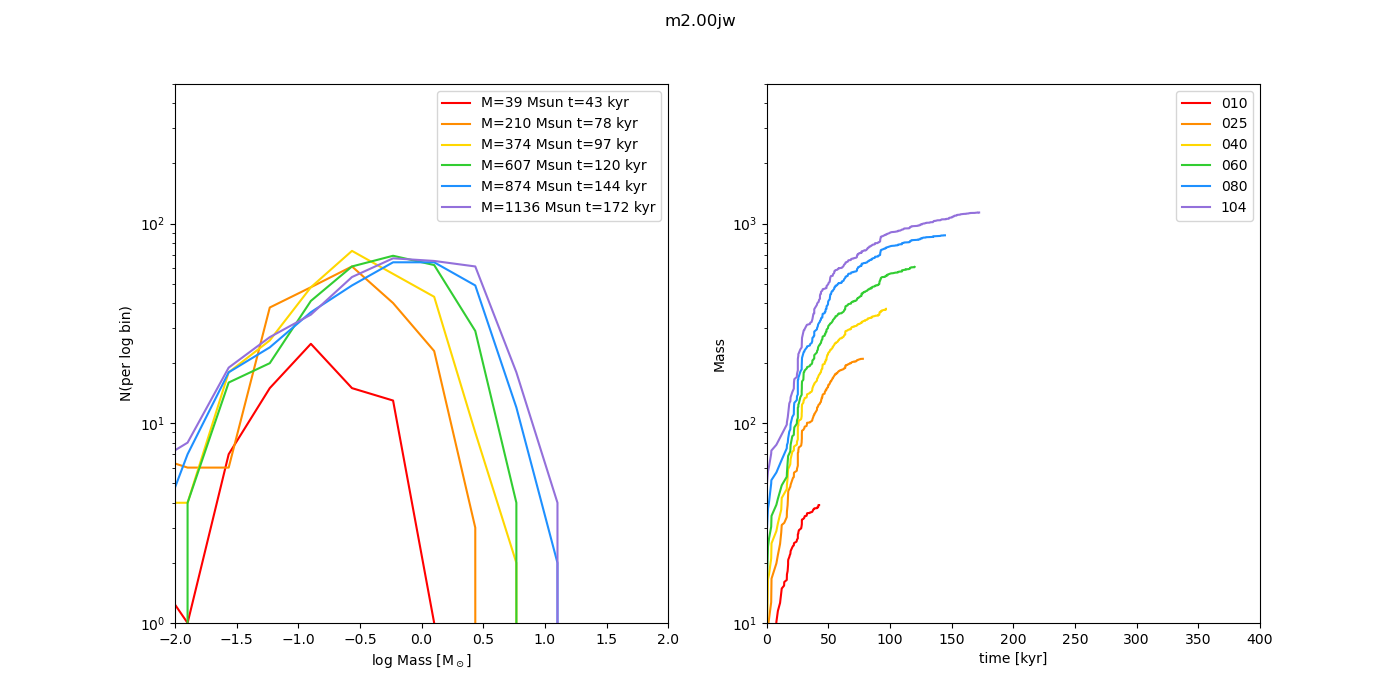 m2.00jw
N(per log bin)
10²
10¹
10⁰
M=39 Msun t=43 kyr
M=210 Msun t=78 kyr
M=374 Msun t=97 kyr
M=607 Msun t=120 kyr
M=874 Msun t=144 kyr
M=1136 Msun t=172 kyr
−2.0 −1.5 −1.0 −0.5 0.0 0.5 1.0 1.5 2.0
log Mass [M⊙]
Mass
10³
10²
10¹
010
025
040
060
080
104
0 50 100 150 200 250 300 350 400
time [kyr]